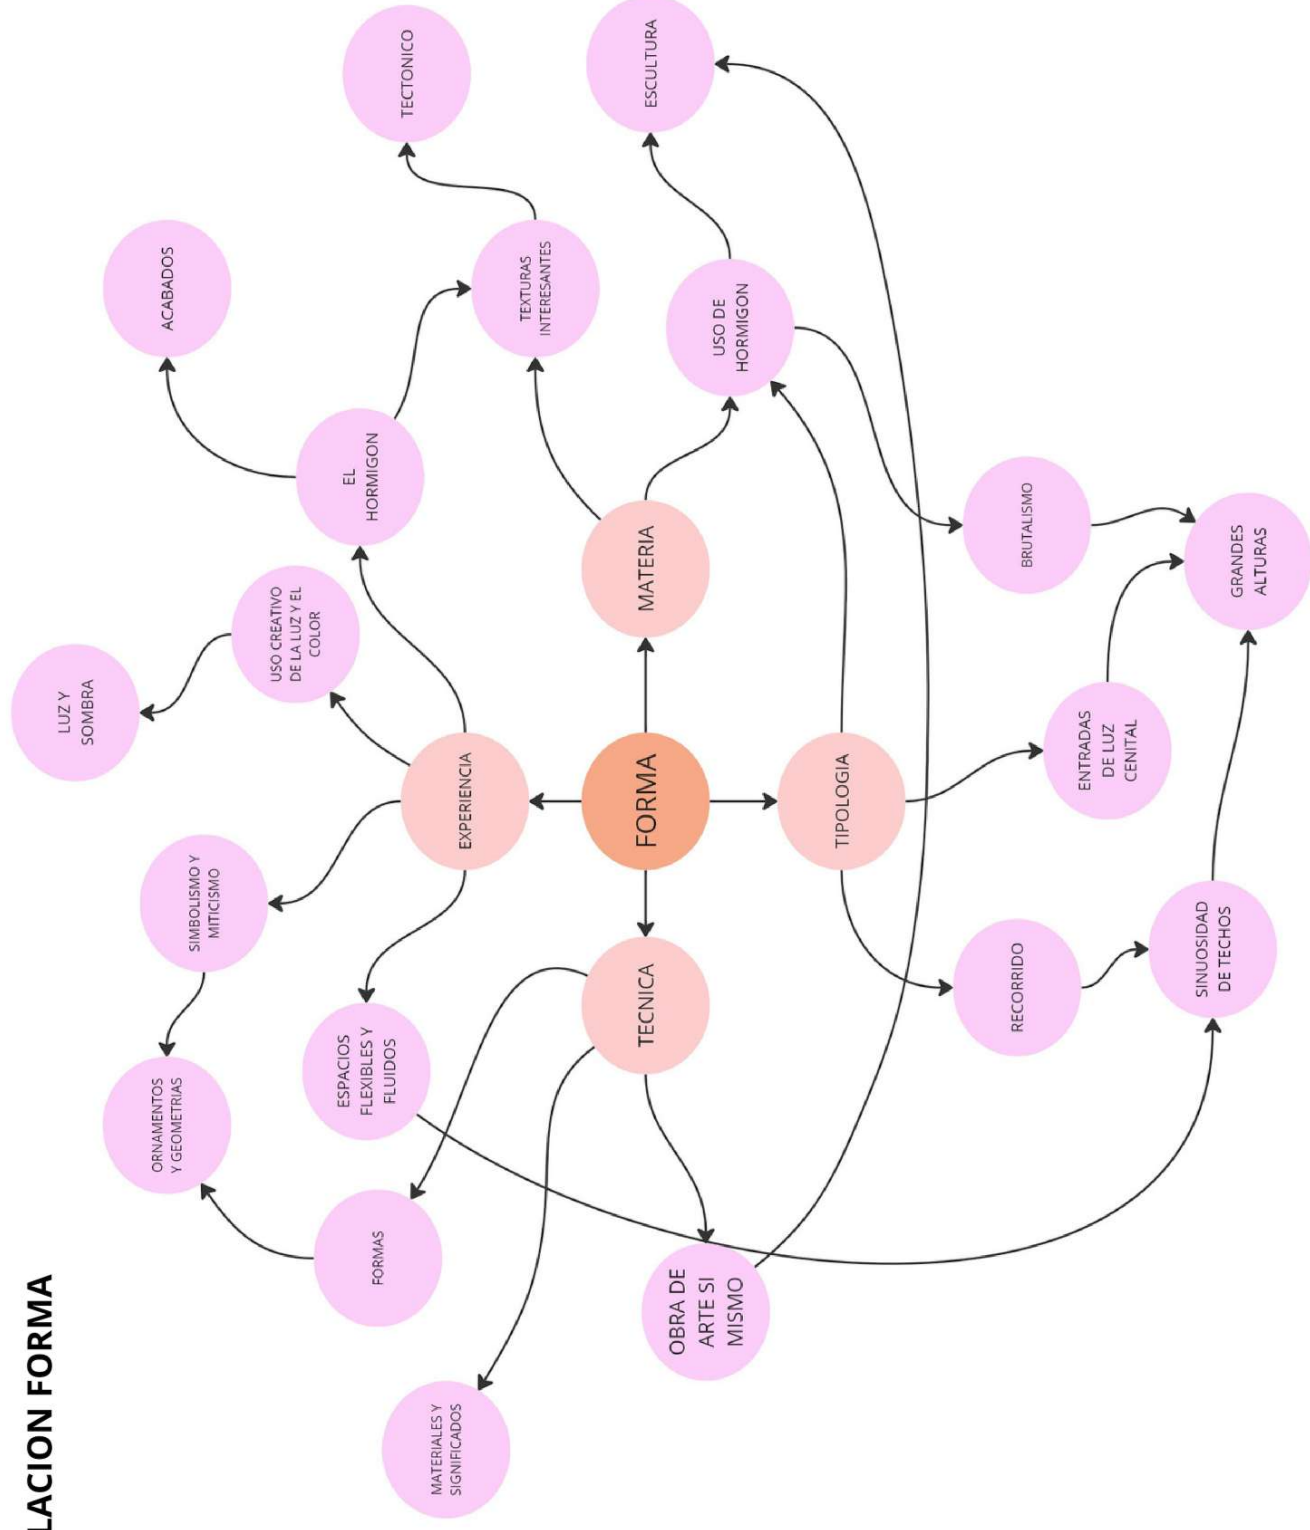 LACION FORMA
LUZ Y
SOMBRA
ORNAMENTOS
Y GEOMETRIAS
ACABADOS
SIMBOLISMO Y
MITICISMO
USO CREATIVO
DE LA LUZ Y EL
COLOR
EL
HORMIGON
ESPACIOS
FLEXIBLES Y
FLUIDOS
FORMAS
TECTONICO
MATERIALES Y
SIGNIFICADOS
EXPERIENCIA
TEXTURAS
INTERESANTES
TECNICA
FORMA
MATERIA
ESCULTURA
OBRA DE
ARTE SI
MISMO
USO DE
HORMIGON
TIPOLOGIA
RECORRIDO
BRUTALISMO
ENTRADAS
DE LUZ
CENITAL
SINUOSIDAD
DE TECHOS
GRANDES
ALTURAS